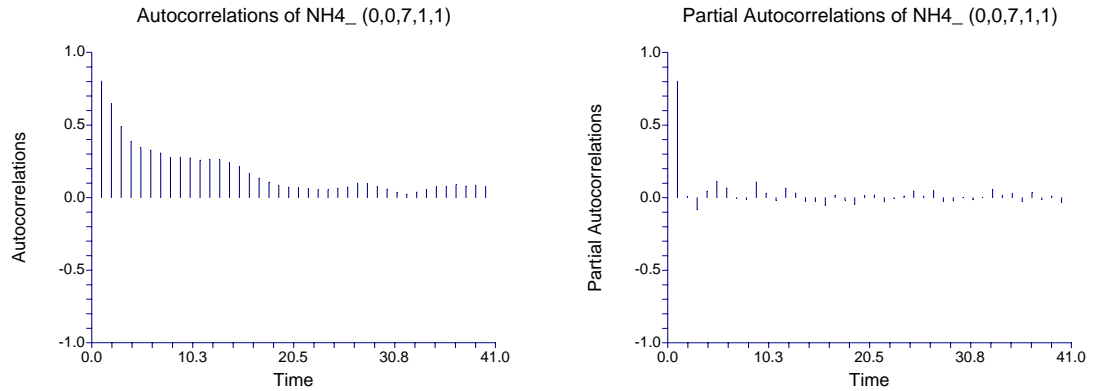 Autocorrelations of NH4_ (0,0,7,1,1)
1.0
0.5
0.0
-0.5
-1.0
Autocorrelations
0.0 10.3 20.5 30.8 41.0
Time
Partial Autocorrelations of NH4_ (0,0,7,1,1)
1.0
0.5
0.0
-0.5
-1.0
Partial Autocorrelations
0.0 10.3 20.5 30.8 41.0
Time